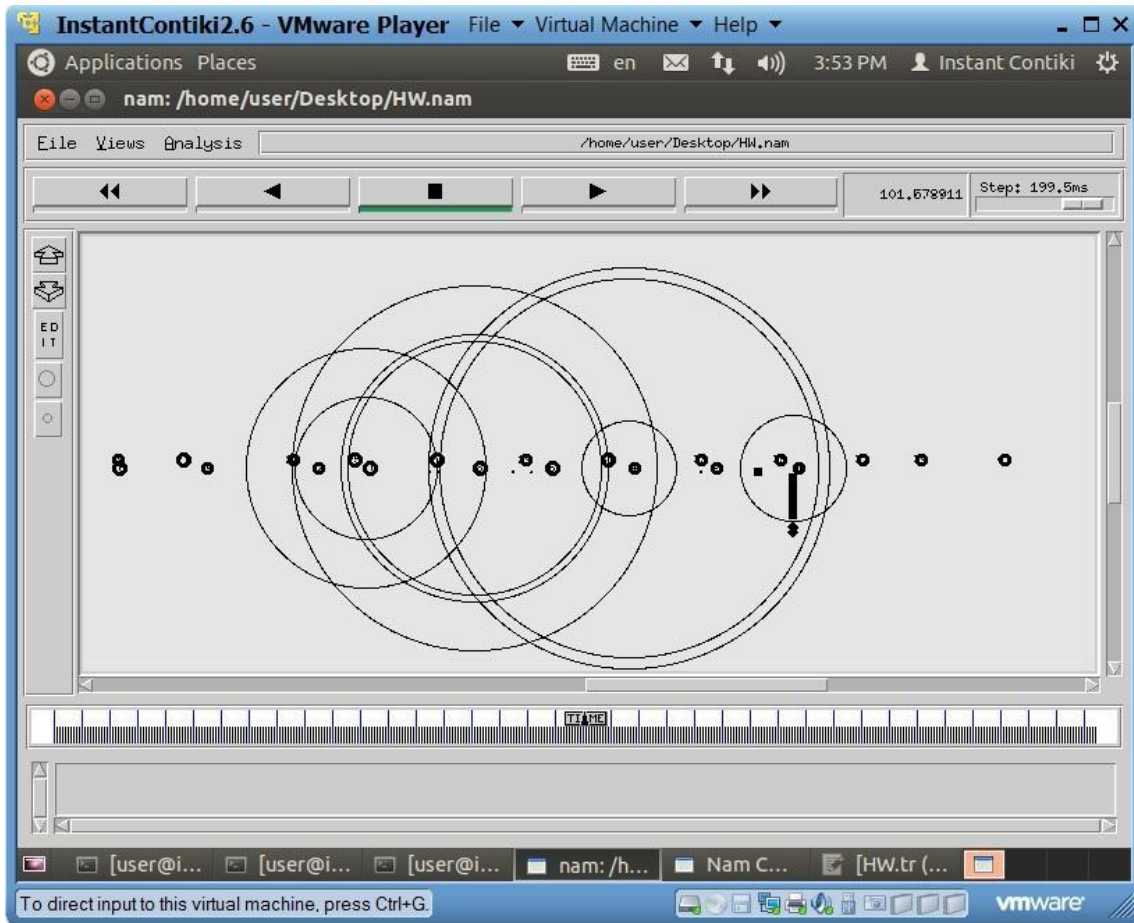 InstantContiki2.6 - VMware Player File ▾ Virtual Machine ▾ Help ▾
Applications Places en 3:53 PM Instant Contiki
nam: /home/user/Desktop/HW.nam
File Views Analysis /home/user/Desktop/HW.nam
101.578911 Step: 199.5ms
ED
IT
TIME
[user@i... [user@i... [user@i... nam: /h... Nam C... [HW.tr (...
To direct input to this virtual machine, press Ctrl+G. vmware